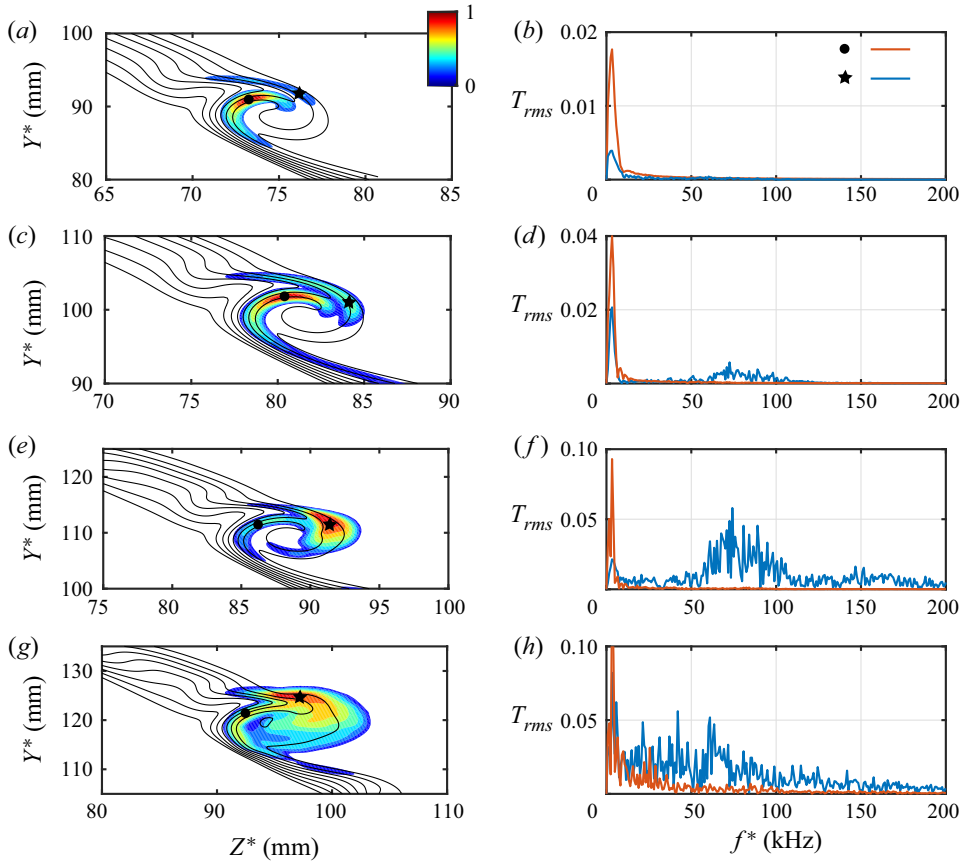 (a)
100
90
80
Y* (mm)
65 70 75 80 85
1
0
(b)
0.02
0.01
T_rms
0 50 100 150 200
(c)
110
100
90
Y* (mm)
70 75 80 85 90
(d)
0.04
0.02
T_rms
0 50 100 150 200
(e)
120
110
100
Y* (mm)
75 80 85 90 95 100
(f)
0.10
0.05
T_rms
0 50 100 150 200
(g)
130
120
110
Y* (mm)
80 90 100 110
Z* (mm)
(h)
0.10
0.05
T_rms
0 50 100 150 200
f* (kHz)